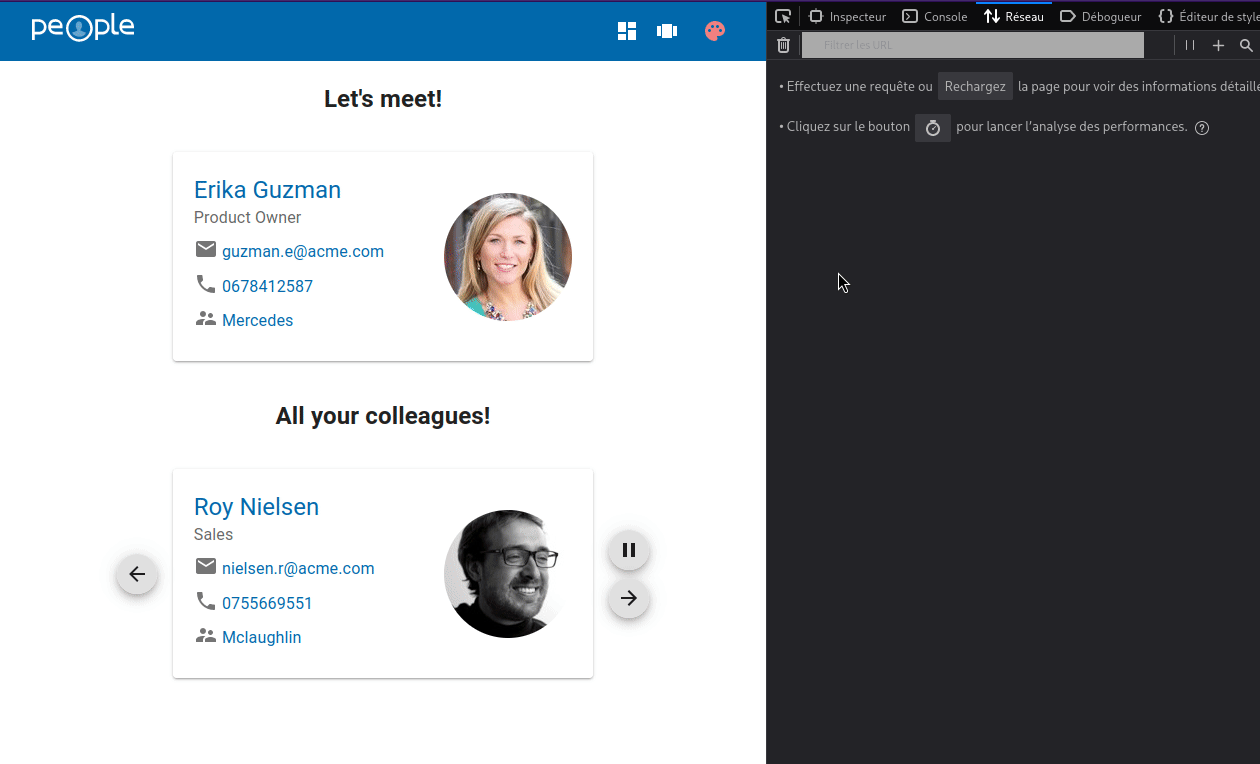 people
Let's meet!
Erika Guzman
Product Owner
guzman.e@acme.com
0678412587
Mercedes
All your colleagues!
Roy Nielsen
Sales
nielsen.r@acme.com
0755669551
Mclaughlin
Inspecteur Console Réseau Débogueur Éditeur de style
Filtrer les URL
• Effectuez une requête ou Rechargez la page pour voir des informations détaillé
• Cliquez sur le bouton pour lancer l'analyse des performances. ?